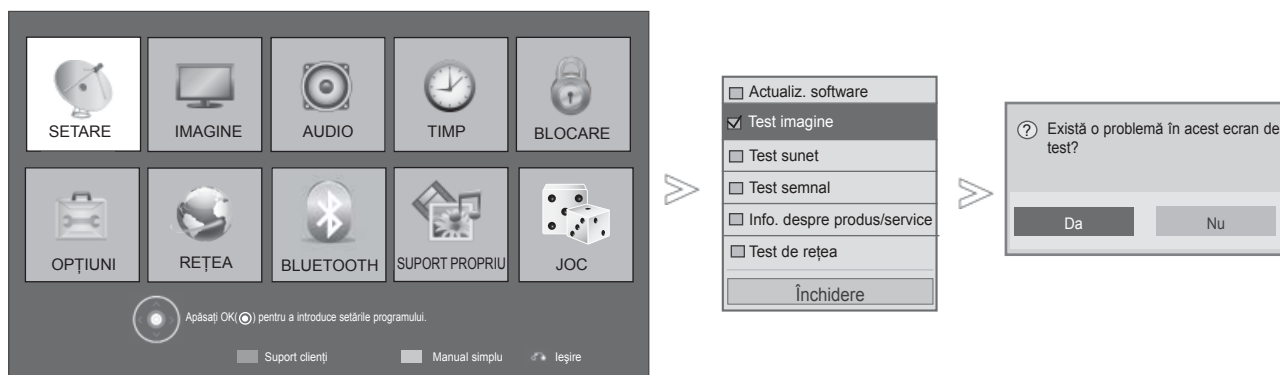 SETARE
IMAGINE
AUDIO
TIMP
BLOCARE
OPȚIUNI
REȚEA
BLUETOOTH
SUPORT PROPRIU
JOC
Apăsați OK(◉) pentru a introduce setările programului.
Suport clienți
Manual simplu
Ieşire
Actualiz. software
Test imagine
Test sunet
Test semnal
Info. despre produs/service
Test de rețea
Închidere
? Există o problemă în acest ecran de
test?
Da
Nu